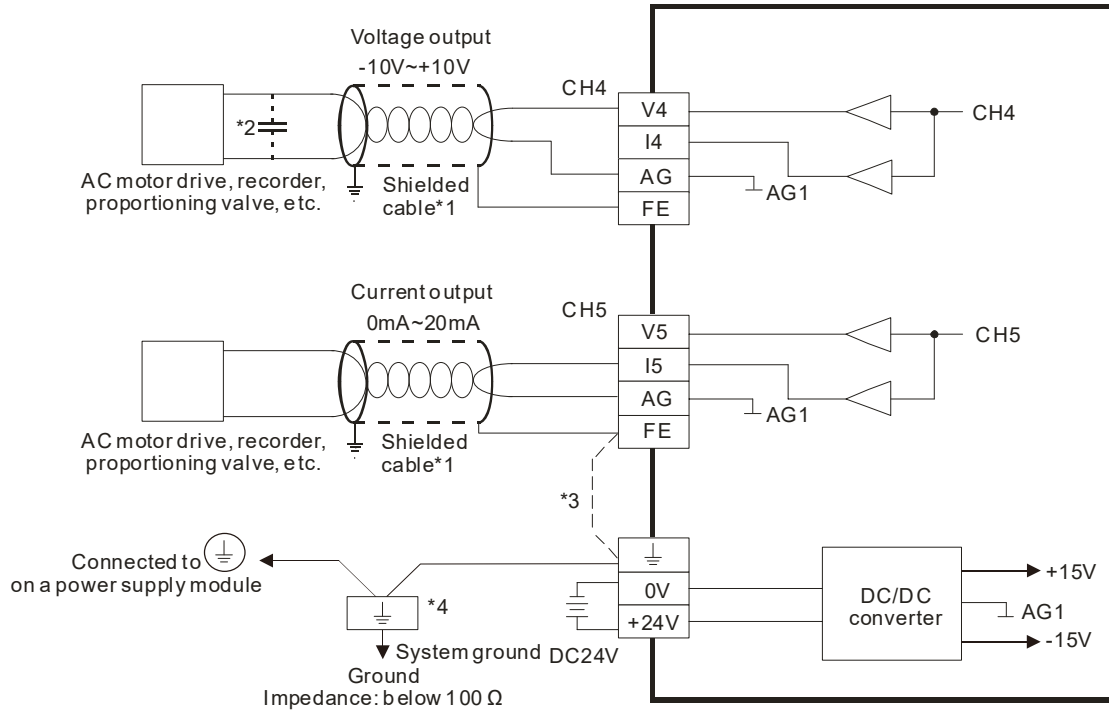 Voltage output
-10V~+10V
CH4
V4
I4
AG
FE
CH4
AG1
*2
AC motor drive, recorder,
proportioning valve, etc.
Shielded
cable*1
Current output
0mA~20mA
CH5
V5
I5
AG
FE
CH5
AG1
AC motor drive, recorder,
proportioning valve, etc.
Shielded
cable*1
*3
Connected to
on a power supply module
*4
System ground
Ground
Impedance: below 100 Ω
DC24V
0V
+24V
DC/DC
converter
+15V
AG1
-15V